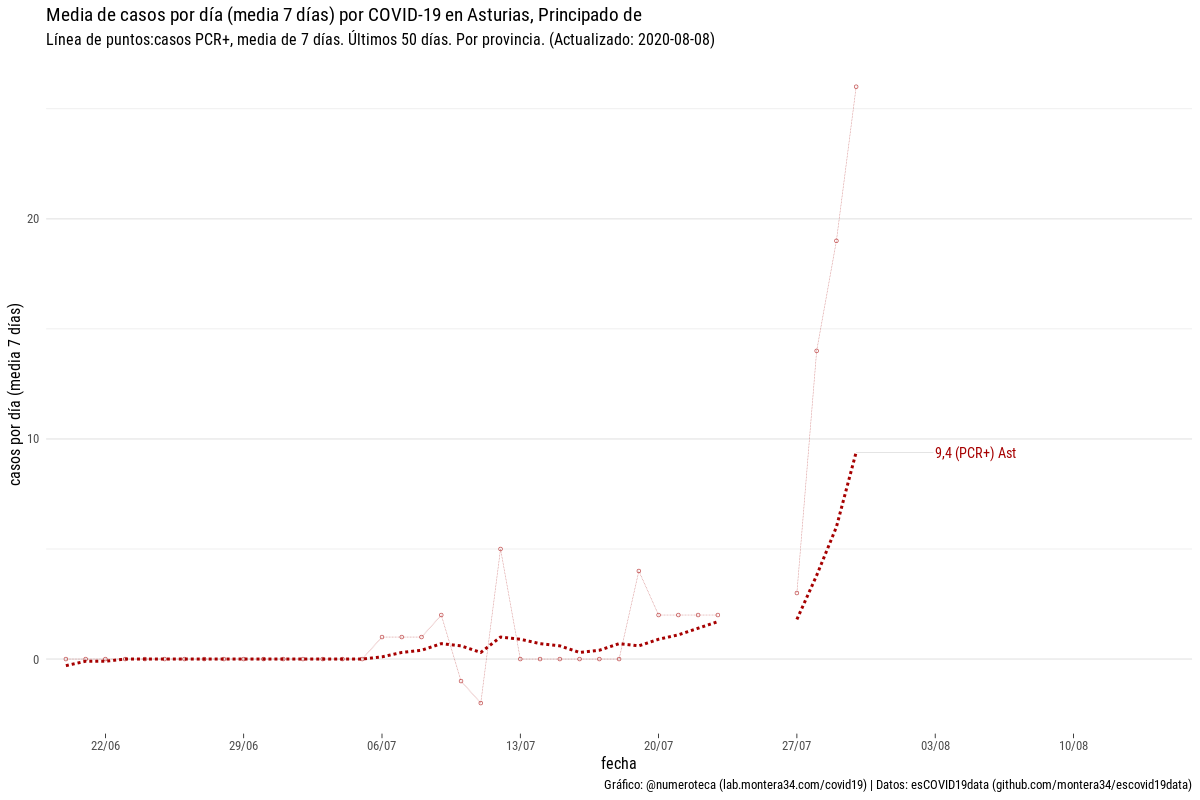 Media de casos por día (media 7 días) por COVID-19 en Asturias, Principado de
Línea de puntos:casos PCR+, media de 7 días. Últimos 50 días. Por provincia. (Actualizado: 2020-08-08)
casos por día (media 7 días)
20
10
0
9,4 (PCR+) Ast
22/06
29/06
06/07
13/07
20/07
27/07
03/08
10/08
fecha
Gráfico: @numeroteca (lab.montera34.com/covid19) | Datos: esCOVID19data (github.com/montera34/escovid19data)